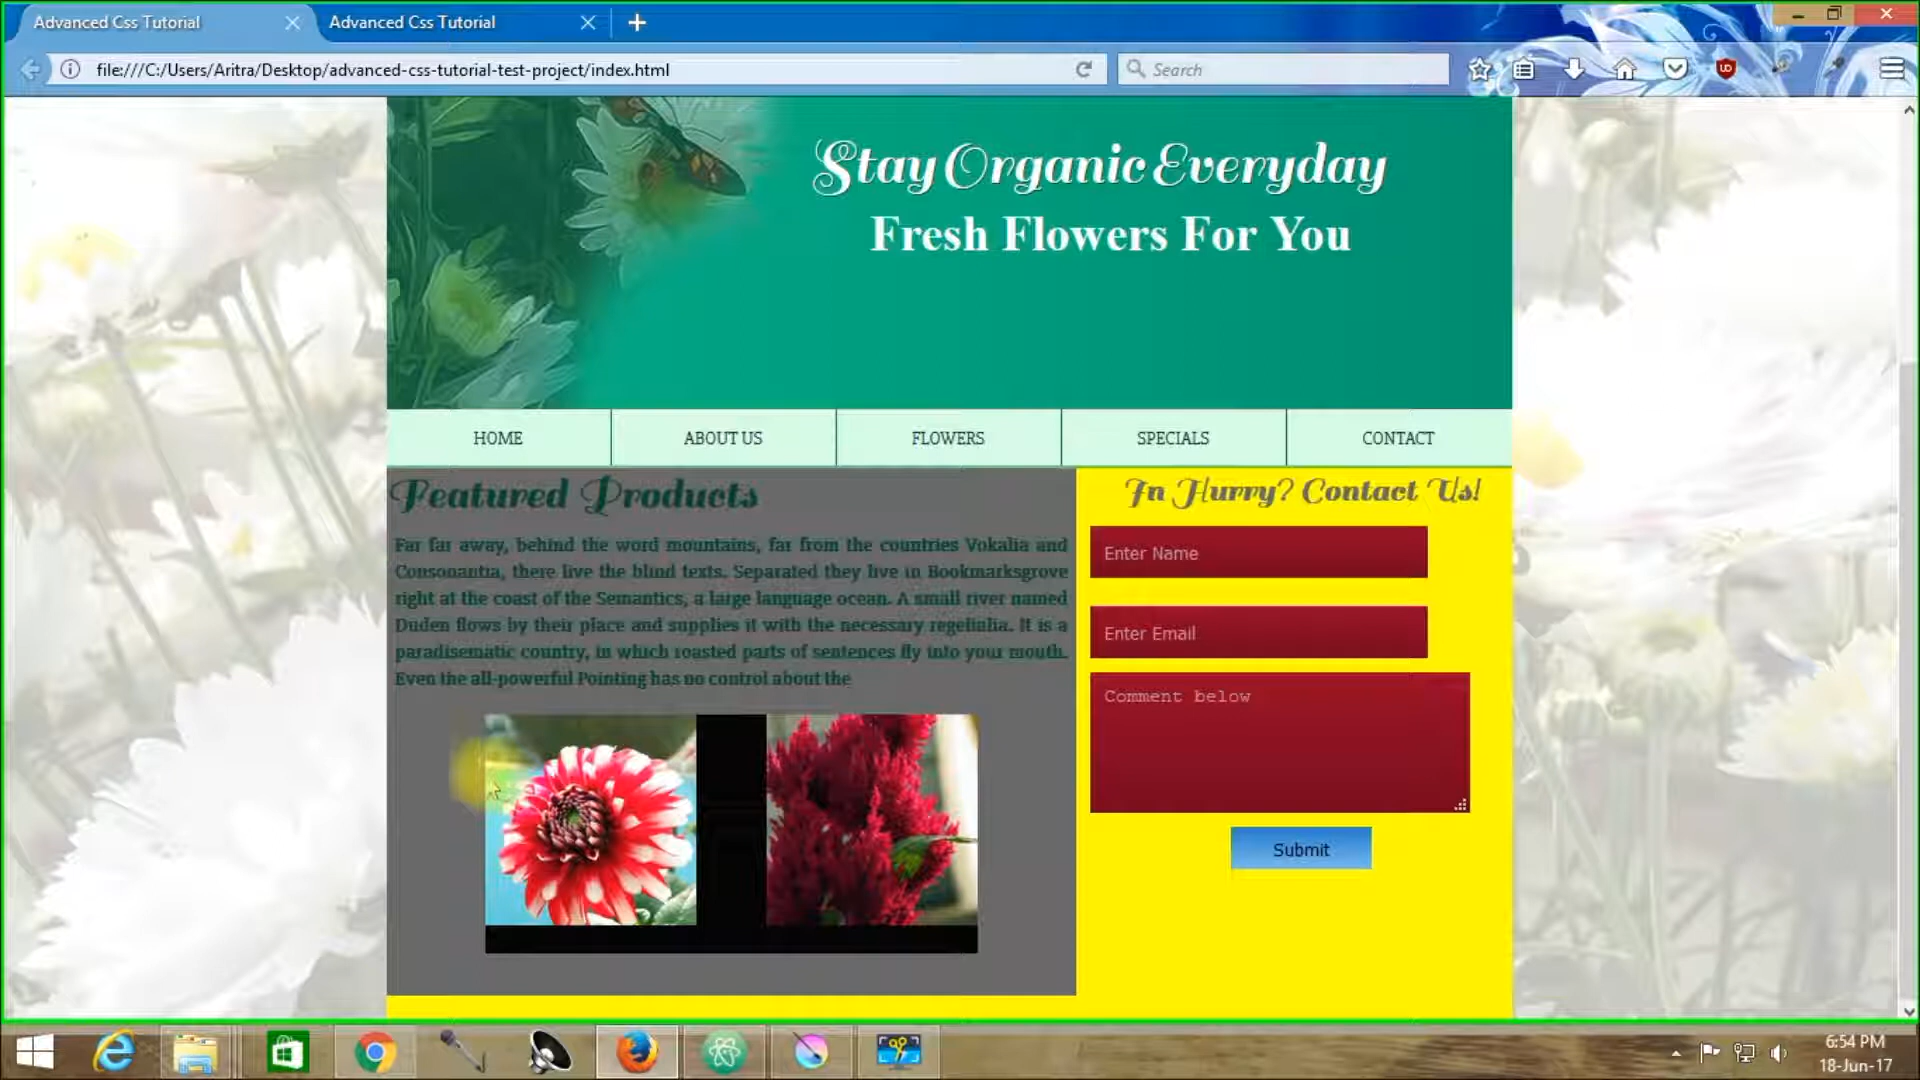 Advanced Css Tutorial
Advanced Css Tutorial
file:///C:/Users/Aritra/Desktop/advanced-css-tutorial-test-project/index.html
Search
Stay Organic Everyday
Fresh Flowers For You
HOME
ABOUT US
FLOWERS
SPECIALS
CONTACT
Featured Products
Far far away, behind the word mountains, far from the countries Vokalia and
Consonantia, there live the blind texts. Separated they live in Bookmarksgrove
right at the coast of the Semantics, a large language ocean. A small river named
Duden flows by their place and supplies it with the necessary regelialia. It is a
paradisematic country, in which roasted parts of sentences fly into your mouth.
Even the all-powerful Pointing has no control about the
In Hurry? Contact Us!
Enter Name
Enter Email
Comment below
Submit
6:54 PM
18-Jun-17